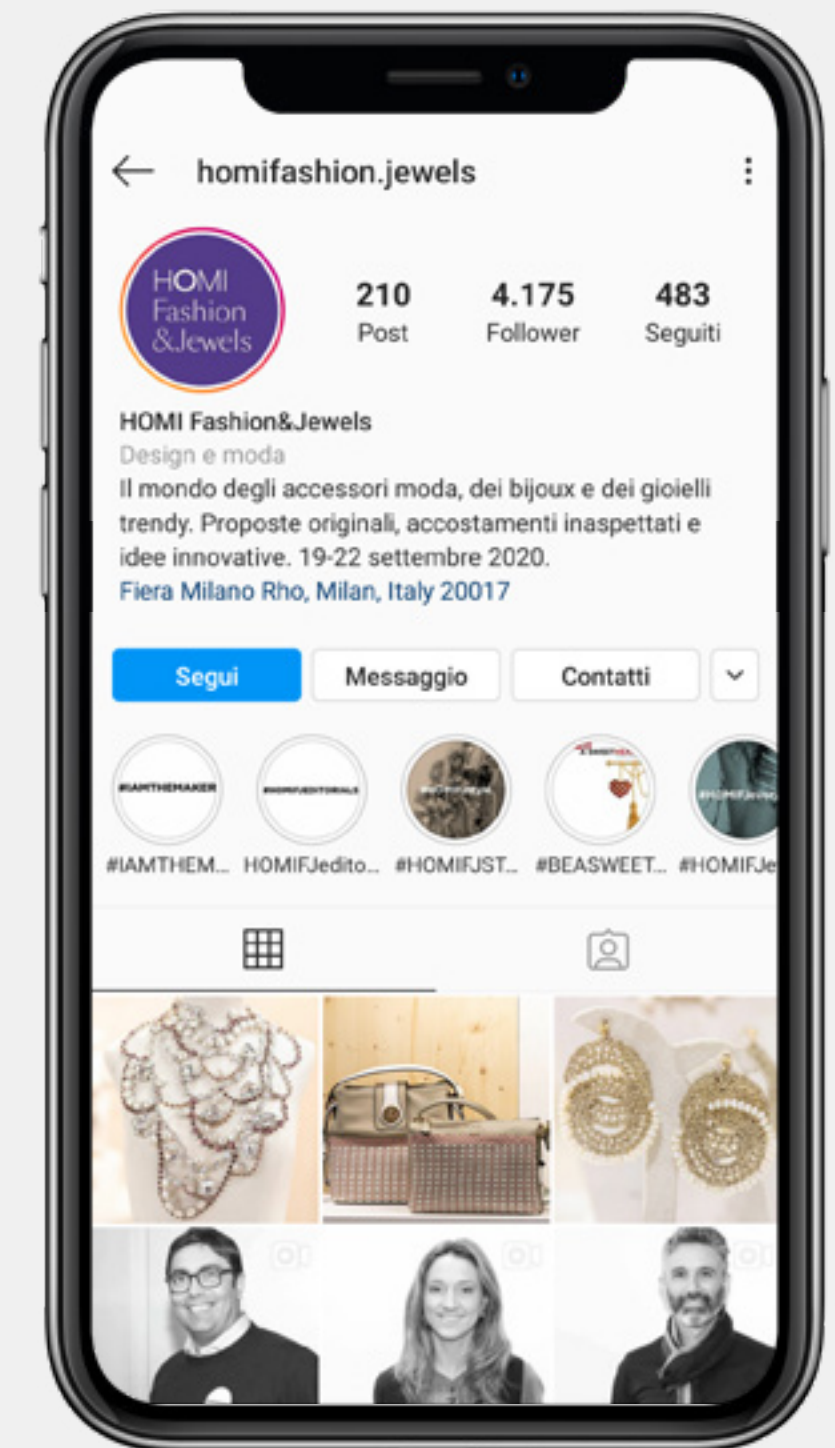 homifashion.jewels
HOMI
Fashion
&Jewels
210
Post
4.175
Follower
483
Seguiti
HOMI Fashion&Jewels
Design e moda
Il mondo degli accessori moda, dei bijoux e dei gioielli
trendy. Proposte originali, accostamenti inaspettati e
idee innovative. 19-22 settembre 2020.
Fiera Milano Rho, Milan, Italy 20017
Segui
Messaggio
Contatti
#IAMTHEMAKER
#HOMIFJEDITORIALS
#IAMTHEM...
HOMIFJedito...
#HOMIFJST...
#BEASWEET...
#HOMIFJe